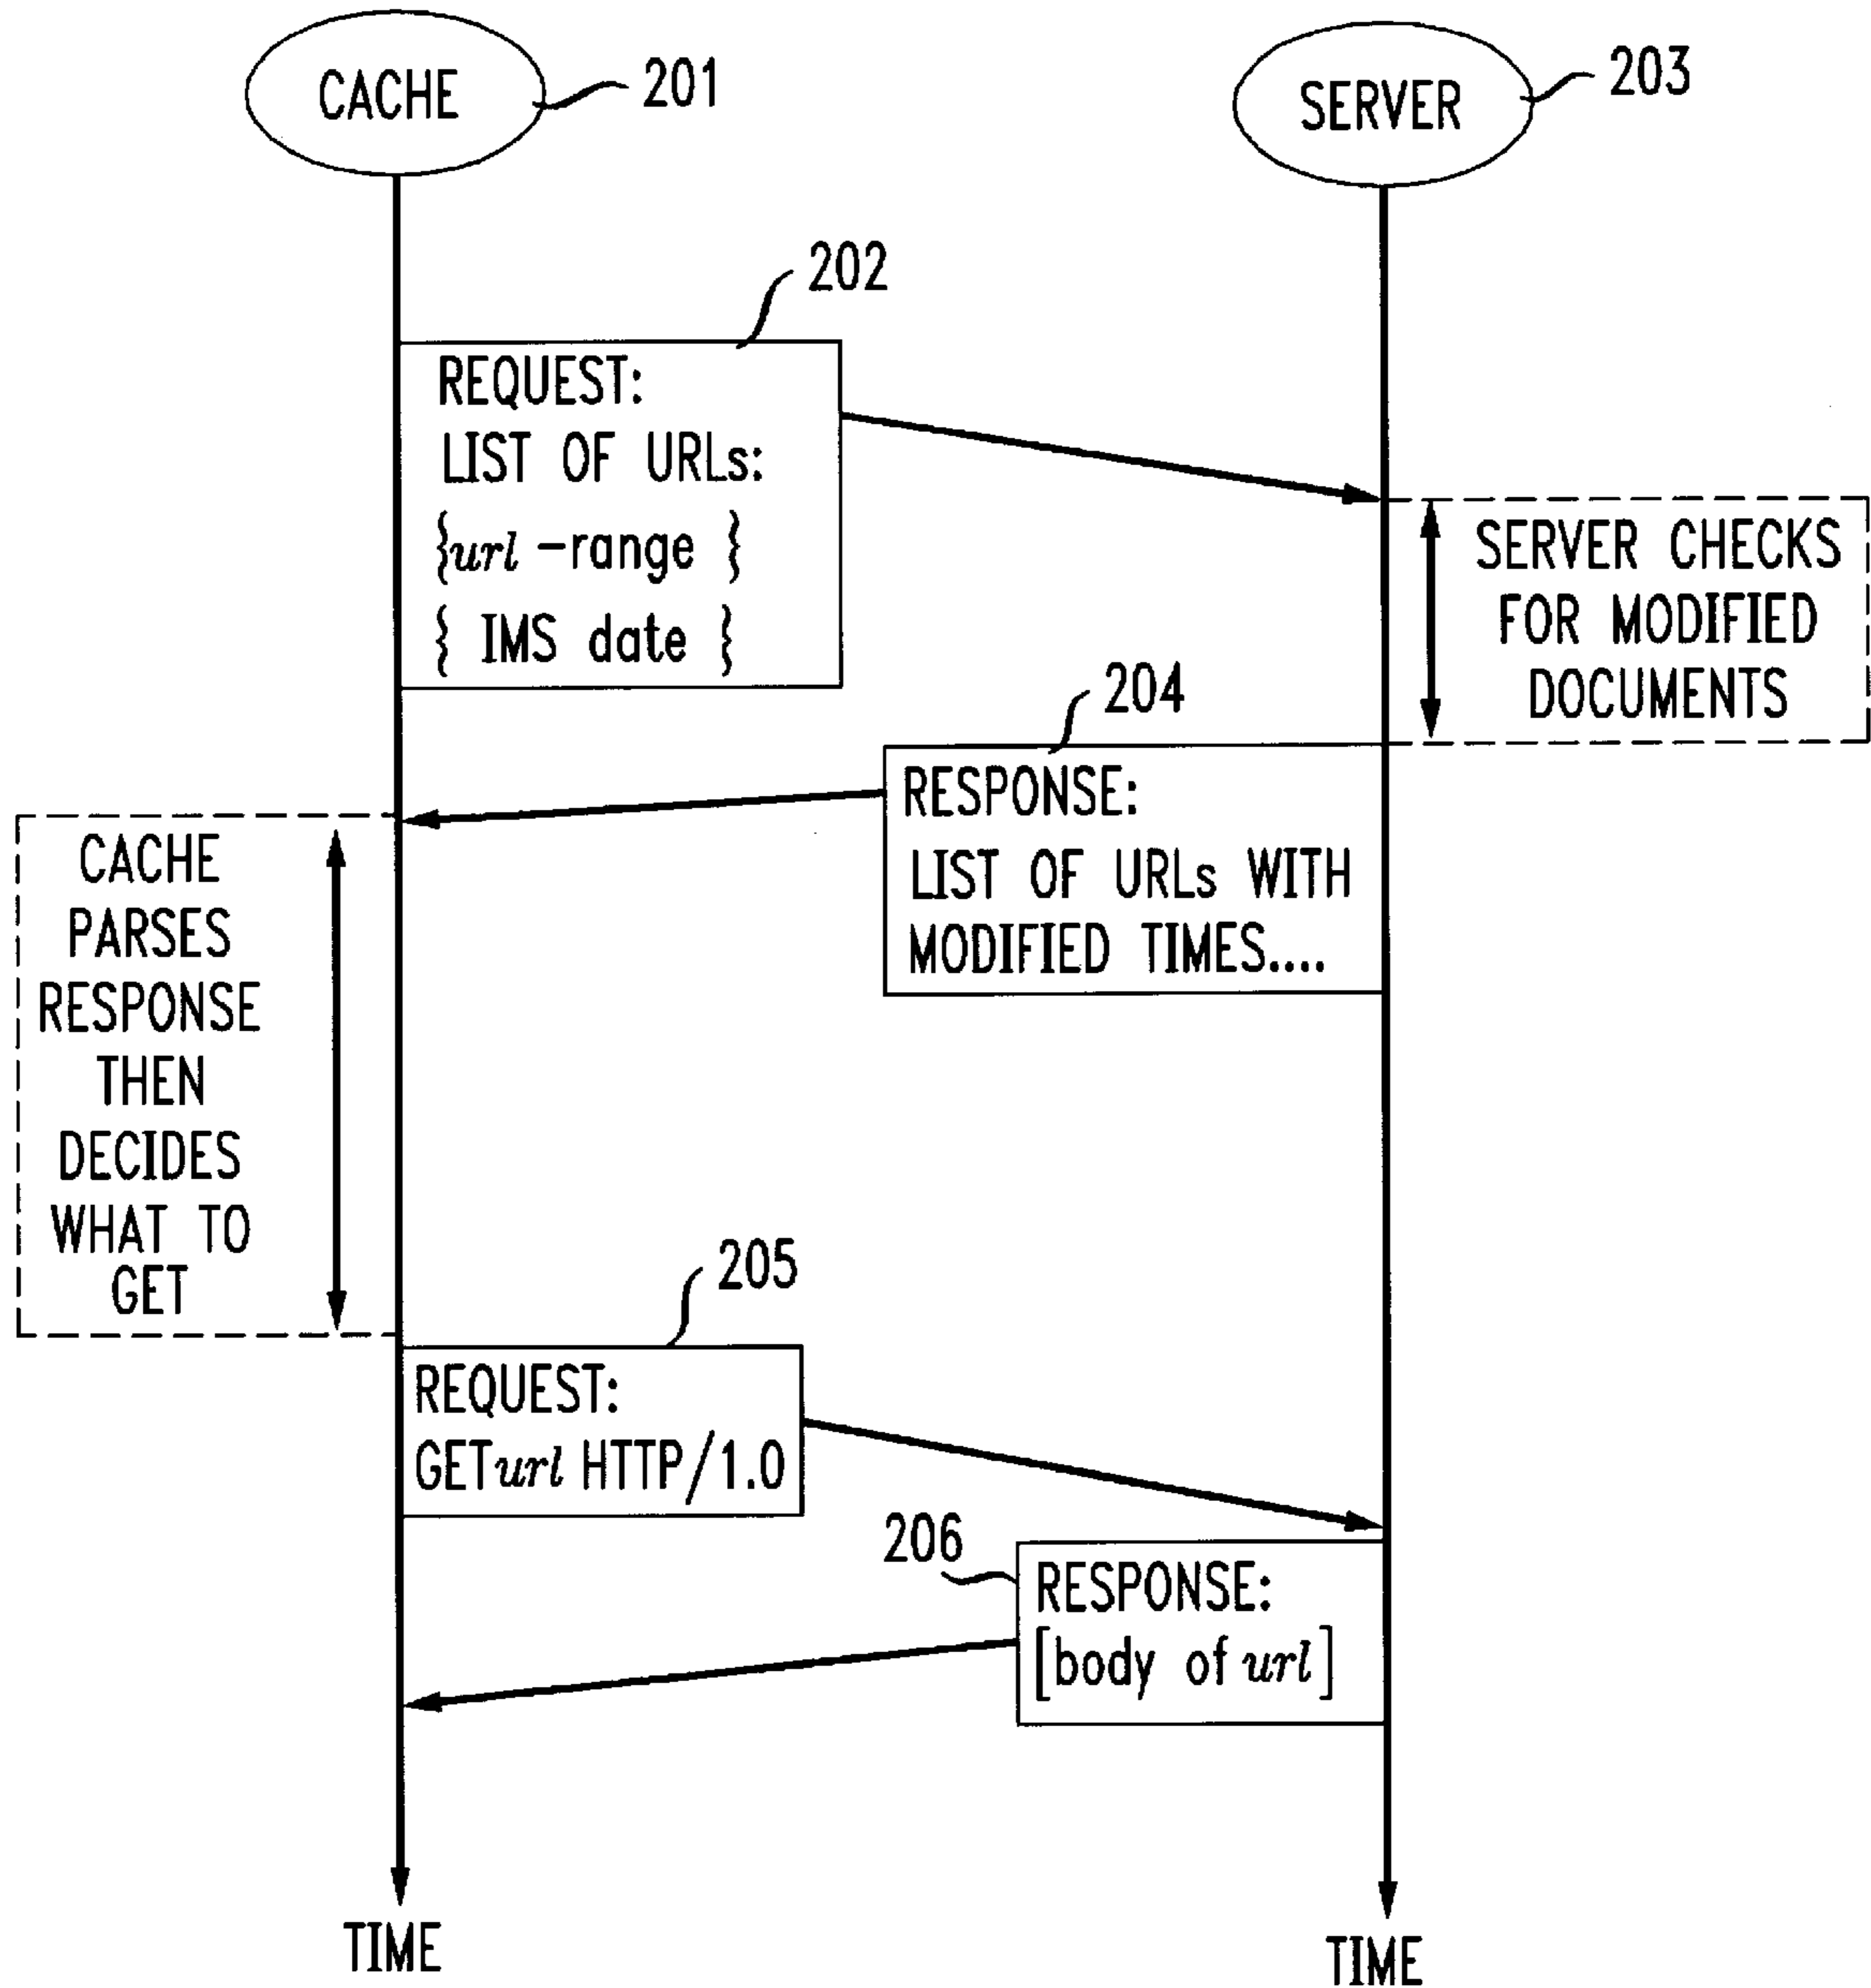 CACHE
201
SERVER
203
202
REQUEST:
LIST OF URLs:
{url -range }
{ IMS date }
SERVER CHECKS
FOR MODIFIED
DOCUMENTS
204
RESPONSE:
LIST OF URLs WITH
MODIFIED TIMES....
CACHE
PARSES
RESPONSE
THEN
DECIDES
WHAT TO
GET
205
REQUEST:
GET url HTTP/1.0
206
RESPONSE:
[body of url]
TIME
TIME